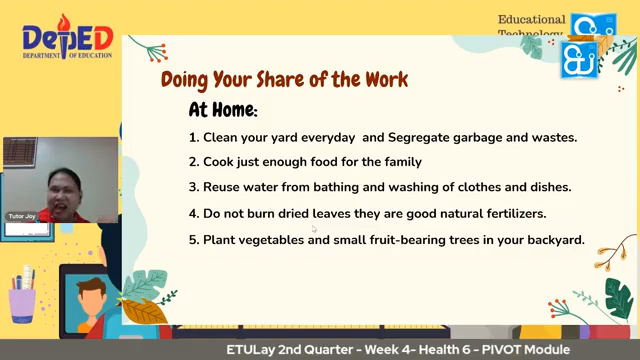 DepED
DEPARTMENT OF EDUCATION
Educational
Technology
Doing Your Share of the Work
At Home:
1. Clean your yard everyday and Segregate garbage and wastes.
2. Cook just enough food for the family
3. Reuse water from bathing and washing of clothes and dishes.
4. Do not burn dried leaves they are good natural fertilizers.
5. Plant vegetables and small fruit-bearing trees in your backyard.
Tutor Joy
ETULay 2nd Quarter - Week 4- Health 6 - PIVOT Module